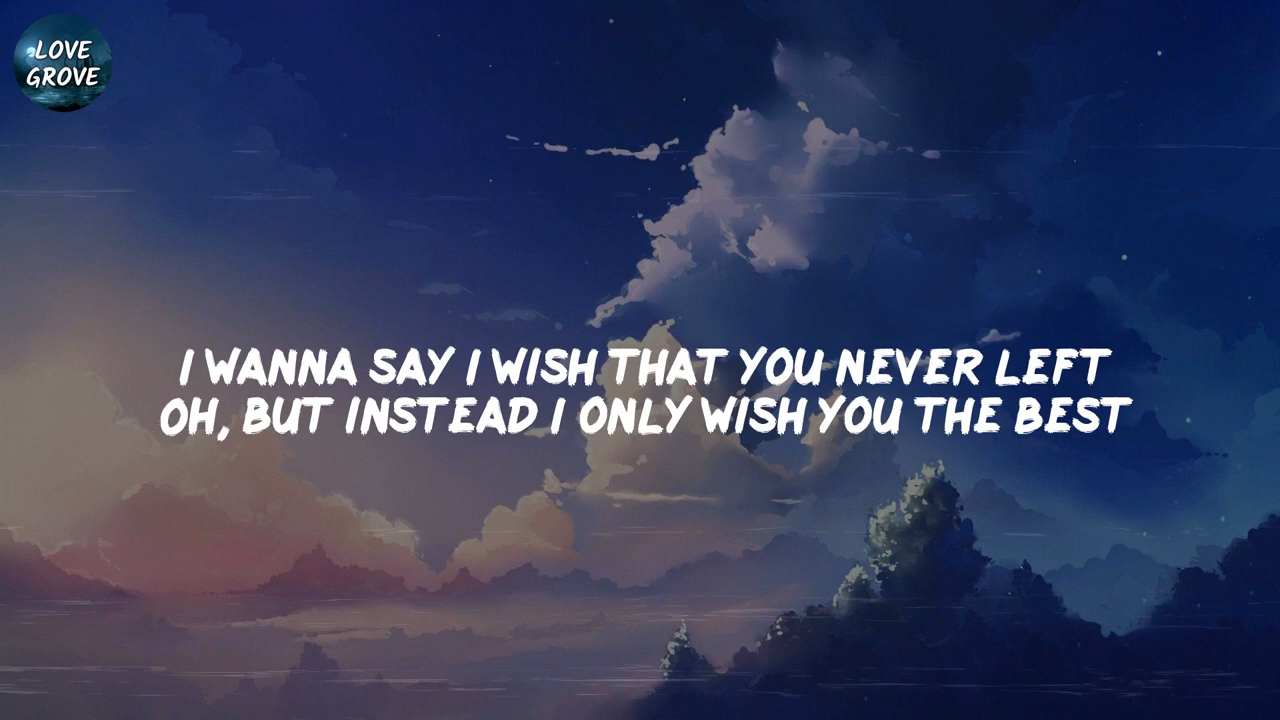 LOVE
GROVE
I WANNA SAY I WISH THAT YOU NEVER LEFT
OH, BUT INSTEAD I ONLY WISH YOU THE BEST